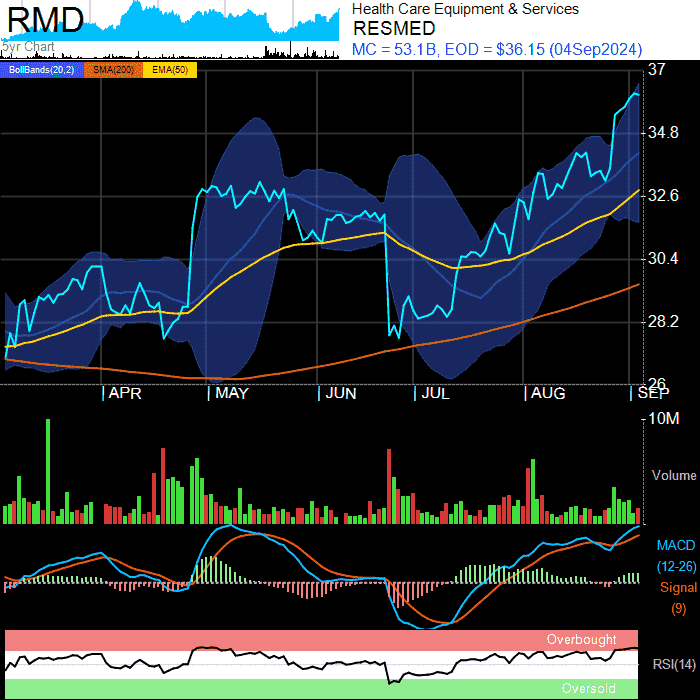 RMD
5yr Chart
Health Care Equipment & Services
RESMED
MC = 53.1B, EOD = $36.15 (04Sep2024)
BollBands(20,2) SMA(200) EMA(50)
37
34.8
32.6
30.4
28.2
26
APR MAY JUN JUL AUG SEP
10M
Volume
MACD
(12-26)
Signal
(9)
Overbought
RSI(14)
Oversold